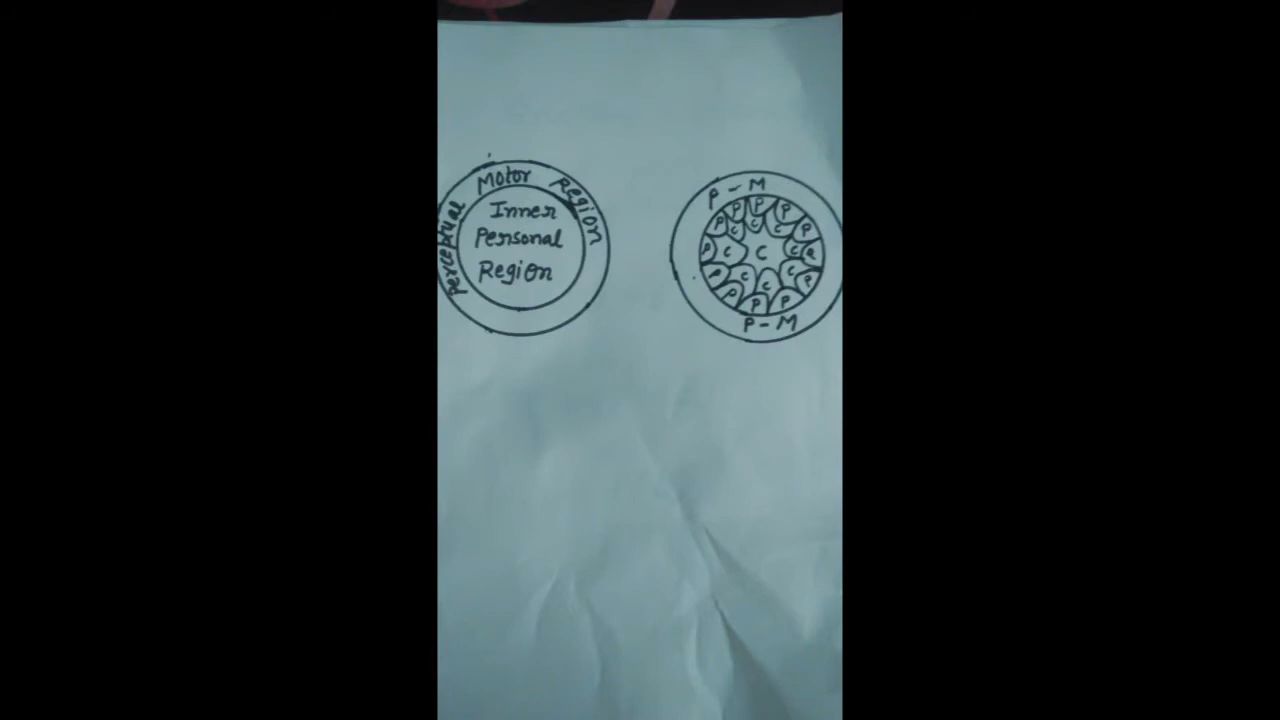 Perceptual Motor Region
Inner
Personal
Region
P-M
P P P P P P P P P P P P P
C C C C C C C C C
P-M